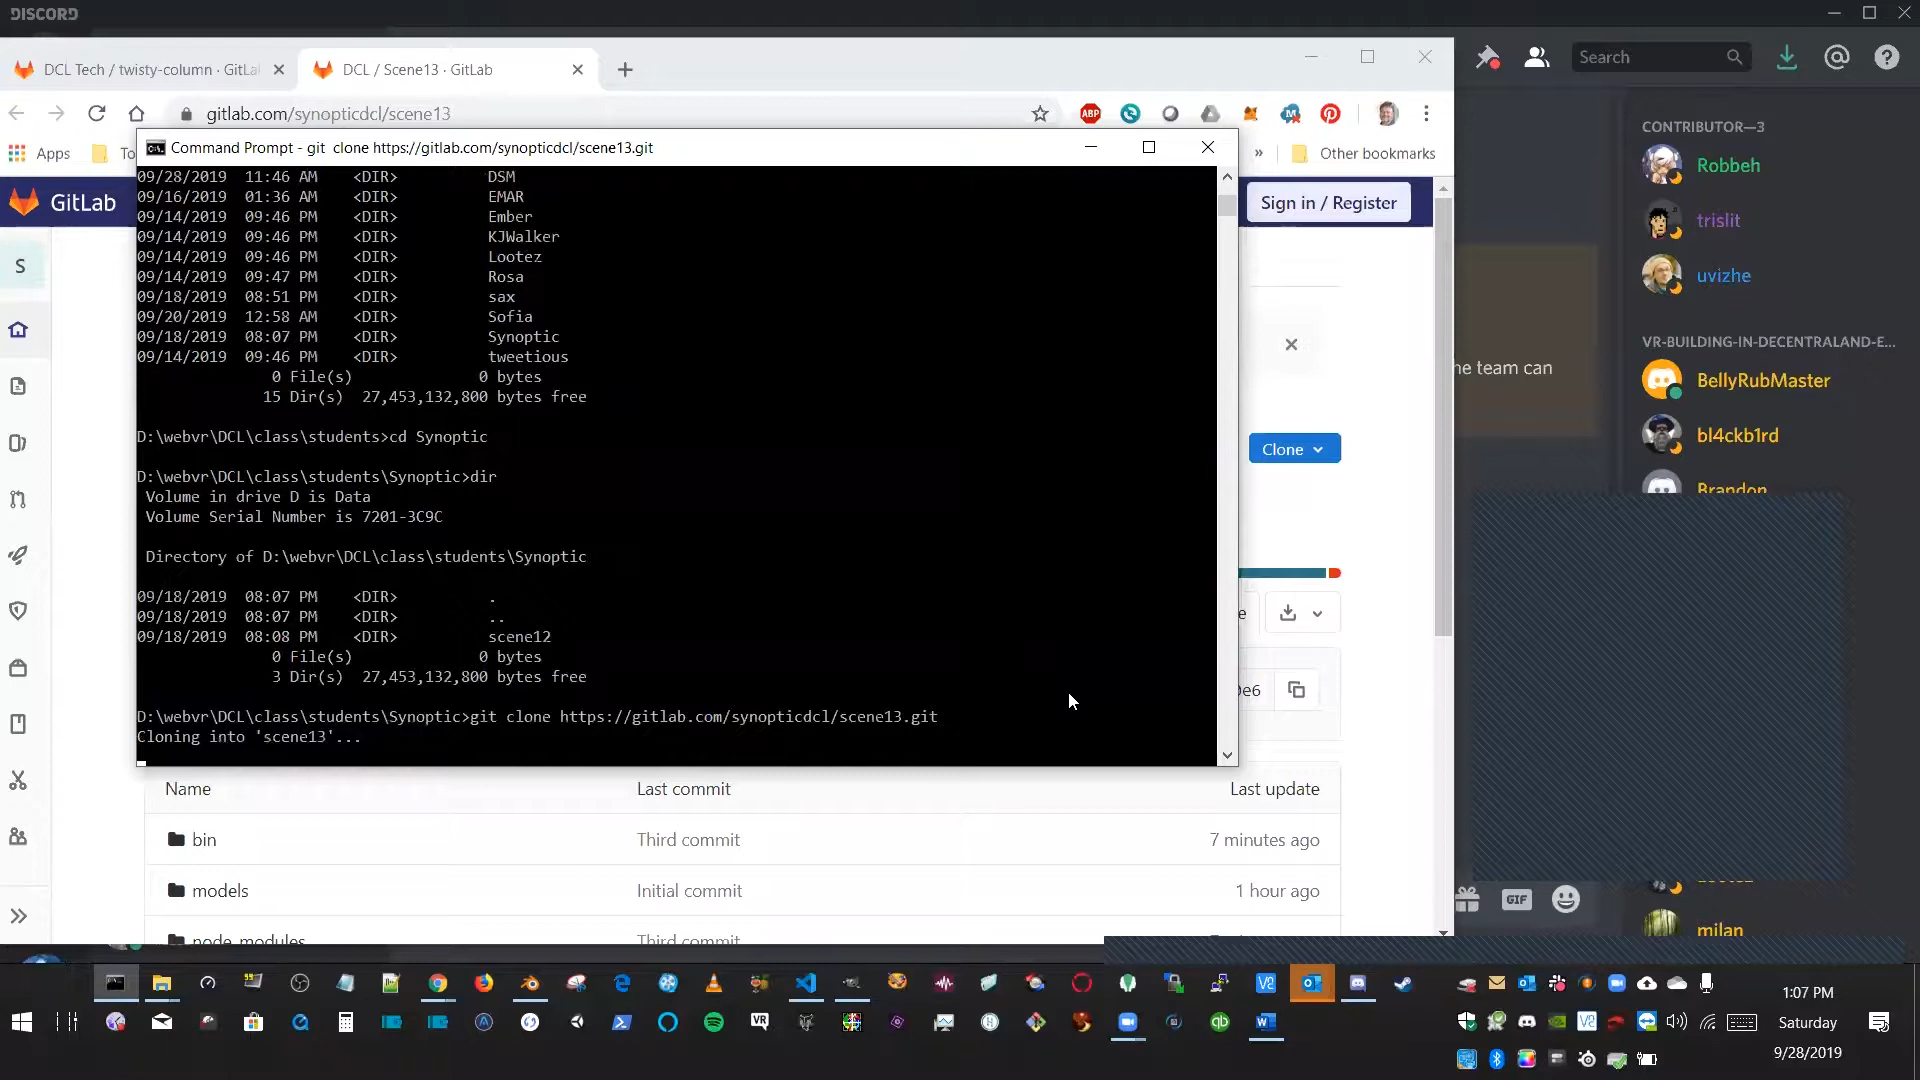 DISCORD
DCL Tech / twisty-column · GitLa
DCL / Scene13 · GitLab
Search
gitlab.com/synopticdcl/scene13
ABP
Apps
To
»
Other bookmarks
Command Prompt - git  clone https://gitlab.com/synopticdcl/scene13.git
GitLab
Sign in / Register
S
09/28/2019  11:46 AM    <DIR>          DSM
09/16/2019  01:36 AM    <DIR>          EMAR
09/14/2019  09:46 PM    <DIR>          Ember
09/14/2019  09:46 PM    <DIR>          KJWalker
09/14/2019  09:46 PM    <DIR>          Lootez
09/14/2019  09:47 PM    <DIR>          Rosa
09/18/2019  08:51 PM    <DIR>          sax
09/20/2019  12:58 AM    <DIR>          Sofia
09/18/2019  08:07 PM    <DIR>          Synoptic
09/14/2019  09:46 PM    <DIR>          tweetious
0 File(s)              0 bytes
15 Dir(s)  27,453,132,800 bytes free
D:\webvr\DCL\class\students>cd Synoptic
D:\webvr\DCL\class\students\Synoptic>dir
Volume in drive D is Data
Volume Serial Number is 7201-3C9C
Directory of D:\webvr\DCL\class\students\Synoptic
09/18/2019  08:07 PM    <DIR>          .
09/18/2019  08:07 PM    <DIR>          ..
09/18/2019  08:08 PM    <DIR>          scene12
0 File(s)              0 bytes
3 Dir(s)  27,453,132,800 bytes free
D:\webvr\DCL\class\students\Synoptic>git clone https://gitlab.com/synopticdcl/scene13.git
Cloning into 'scene13'...
Clone
e
0e6
Name Last commit Last update
bin Third commit 7 minutes ago
models Initial commit 1 hour ago
node_modules Third commit
he team can
CONTRIBUTOR—3
Robbeh
trislit
uvizhe
VR-BUILDING-IN-DECENTRALAND-E...
BellyRubMaster
bl4ckb1rd
Brandon
milan
GIF
VR
1:07 PM
Saturday
9/28/2019